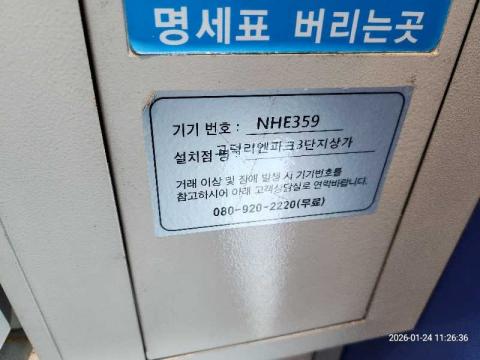 명세표 버리는곳
기기 번호 : NHE359
설치점 명 고덕리엔파크3단지상가
거래 이상 및 장애 발생 시 기기번호를
참고하시어 아래 고객상담실로 연락바랍니다.
080-920-2220(무료)
2026-01-24 11:26:36